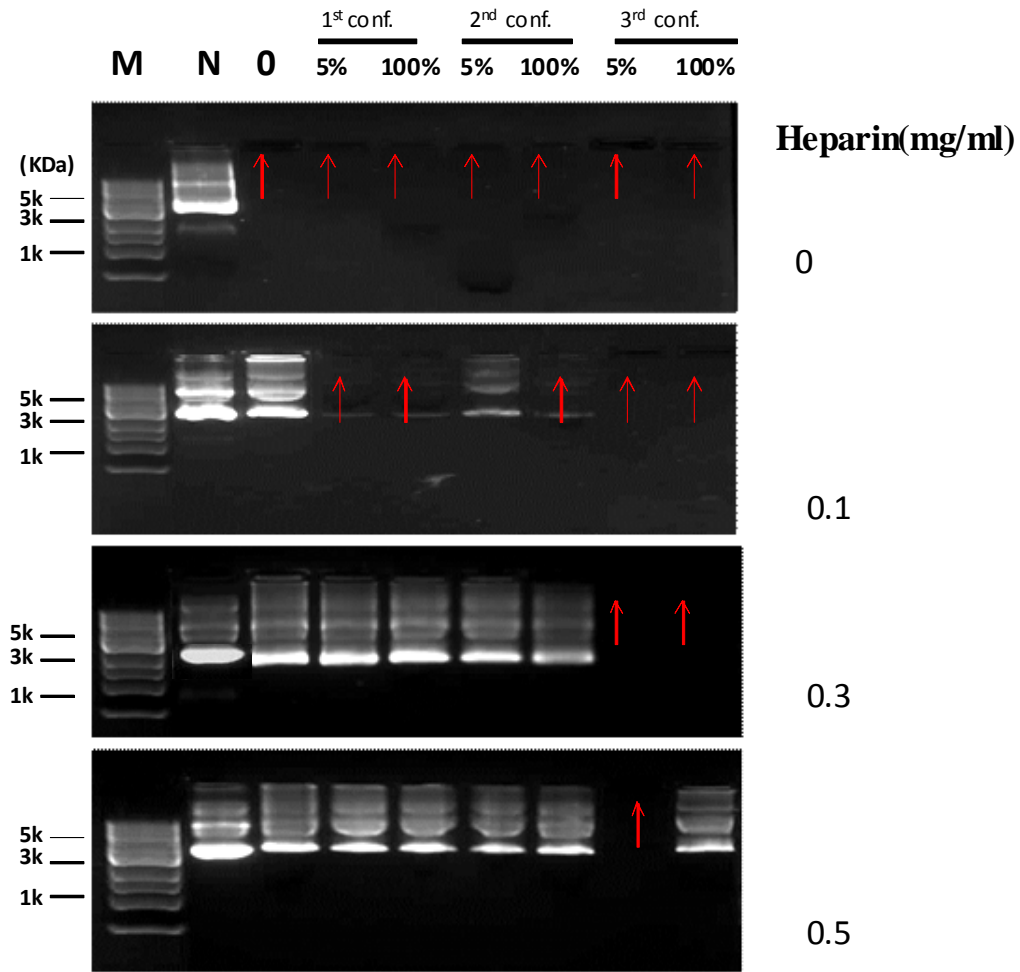 1st conf. 2nd conf. 3rd conf.
M N 0 5% 100% 5% 100% 5% 100%
Heparin(mg/ml)
(KDa)
5k
3k
1k
0
5k
3k
1k
0.1
5k
3k
1k
0.3
5k
3k
1k
0.5